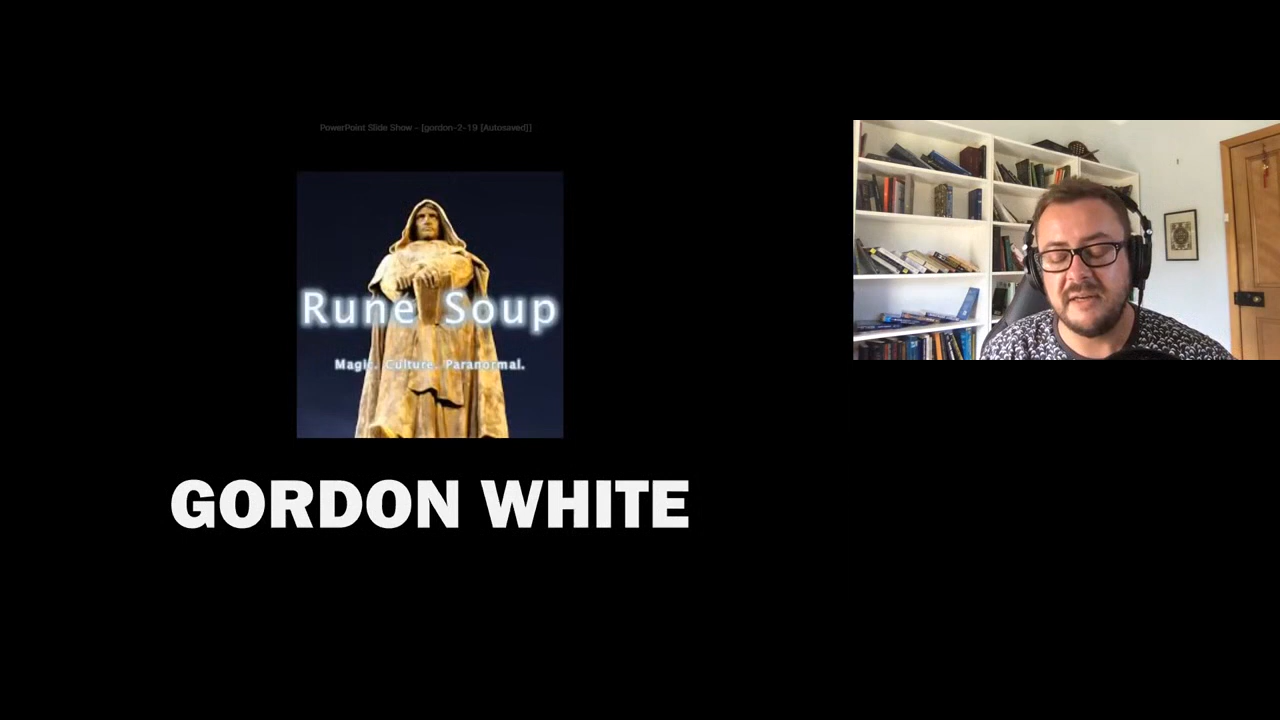 PowerPoint Slide Show - [gordon-2-19 [Autosaved]]
Rune Soup
Magic. Culture. Paranormal.
GORDON WHITE